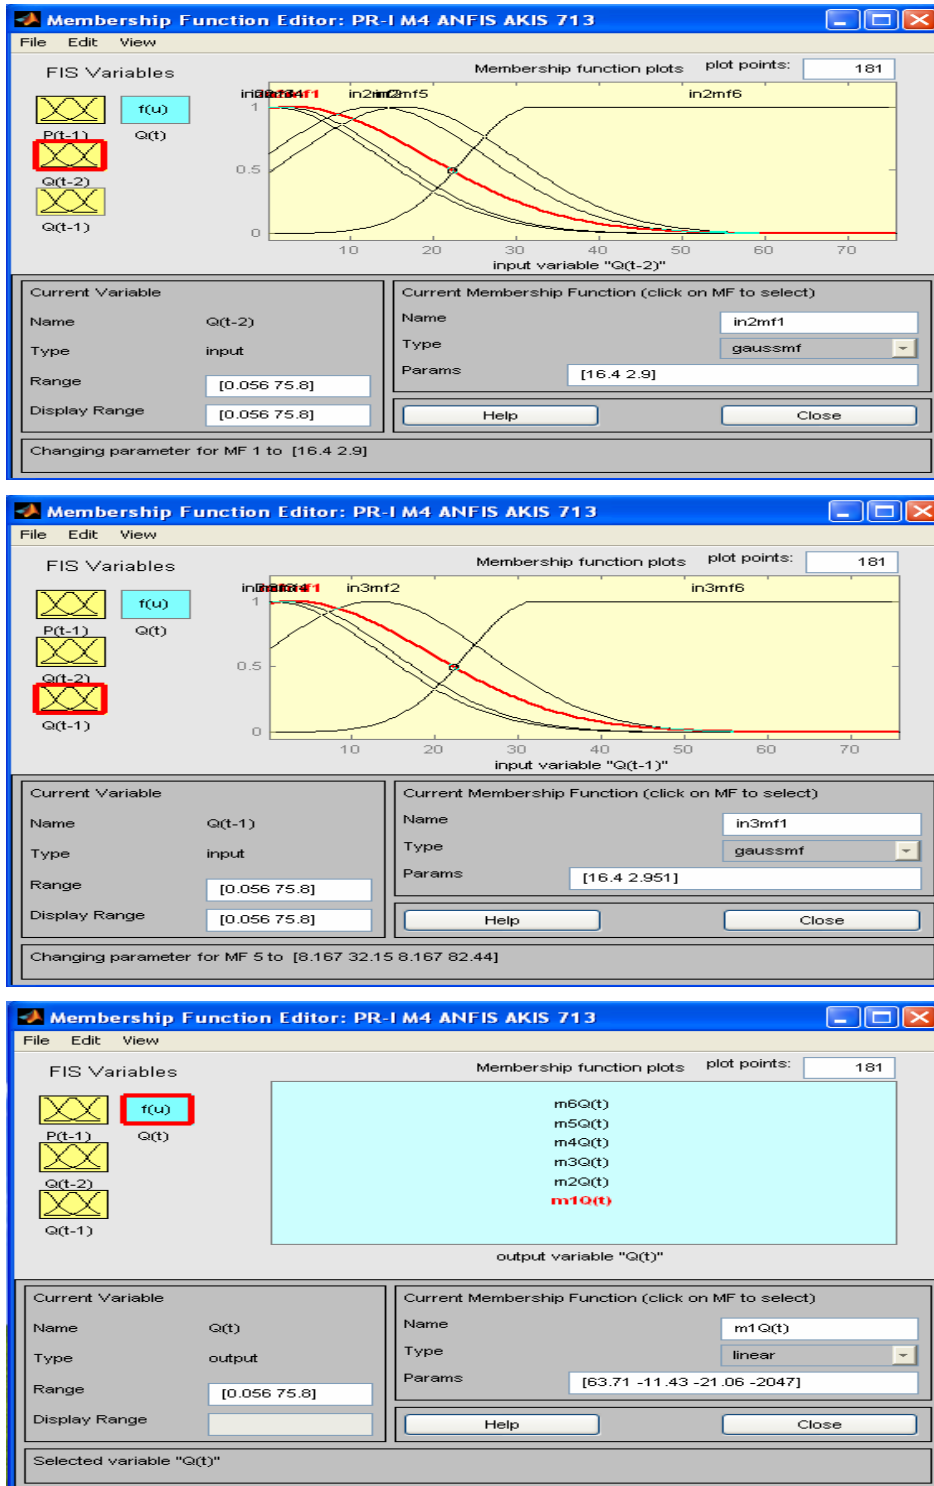 Membership Function Editor: PR-I M4 ANFIS AKIS 713
File Edit View
FIS Variables
Membership function plots plot points: 181
f(u)
P(t-1) Q(t)
Q(t-2)
Q(t-1)
in2mf5 in2mf6
1
0.5
0
10 20 30 40 50 60 70
input variable "Q(t-2)"
Current Variable
Name Q(t-2)
Type input
Range [0.056 75.8]
Display Range [0.056 75.8]
Current Membership Function (click on MF to select)
Name in2mf1
Type gaussmf
Params [16.4 2.9]
Help Close
Changing parameter for MF 1 to [16.4 2.9]
Membership Function Editor: PR-I M4 ANFIS AKIS 713
File Edit View
FIS Variables
Membership function plots plot points: 181
f(u)
P(t-1) Q(t)
Q(t-2)
Q(t-1)
in3mf2 in3mf6
1
0.5
0
10 20 30 40 50 60 70
input variable "Q(t-1)"
Current Variable
Name Q(t-1)
Type input
Range [0.056 75.8]
Display Range [0.056 75.8]
Current Membership Function (click on MF to select)
Name in3mf1
Type gaussmf
Params [16.4 2.951]
Help Close
Changing parameter for MF 5 to [8.167 32.15 8.167 82.44]
Membership Function Editor: PR-I M4 ANFIS AKIS 713
File Edit View
FIS Variables
Membership function plots plot points: 181
f(u)
P(t-1) Q(t)
Q(t-2)
Q(t-1)
m6Q(t)
m5Q(t)
m4Q(t)
m3Q(t)
m2Q(t)
m1Q(t)
output variable "Q(t)"
Current Variable
Name Q(t)
Type output
Range [0.056 75.8]
Display Range
Current Membership Function (click on MF to select)
Name m1Q(t)
Type linear
Params [63.71 -11.43 -21.06 -2047]
Help Close
Selected variable "Q(t)"